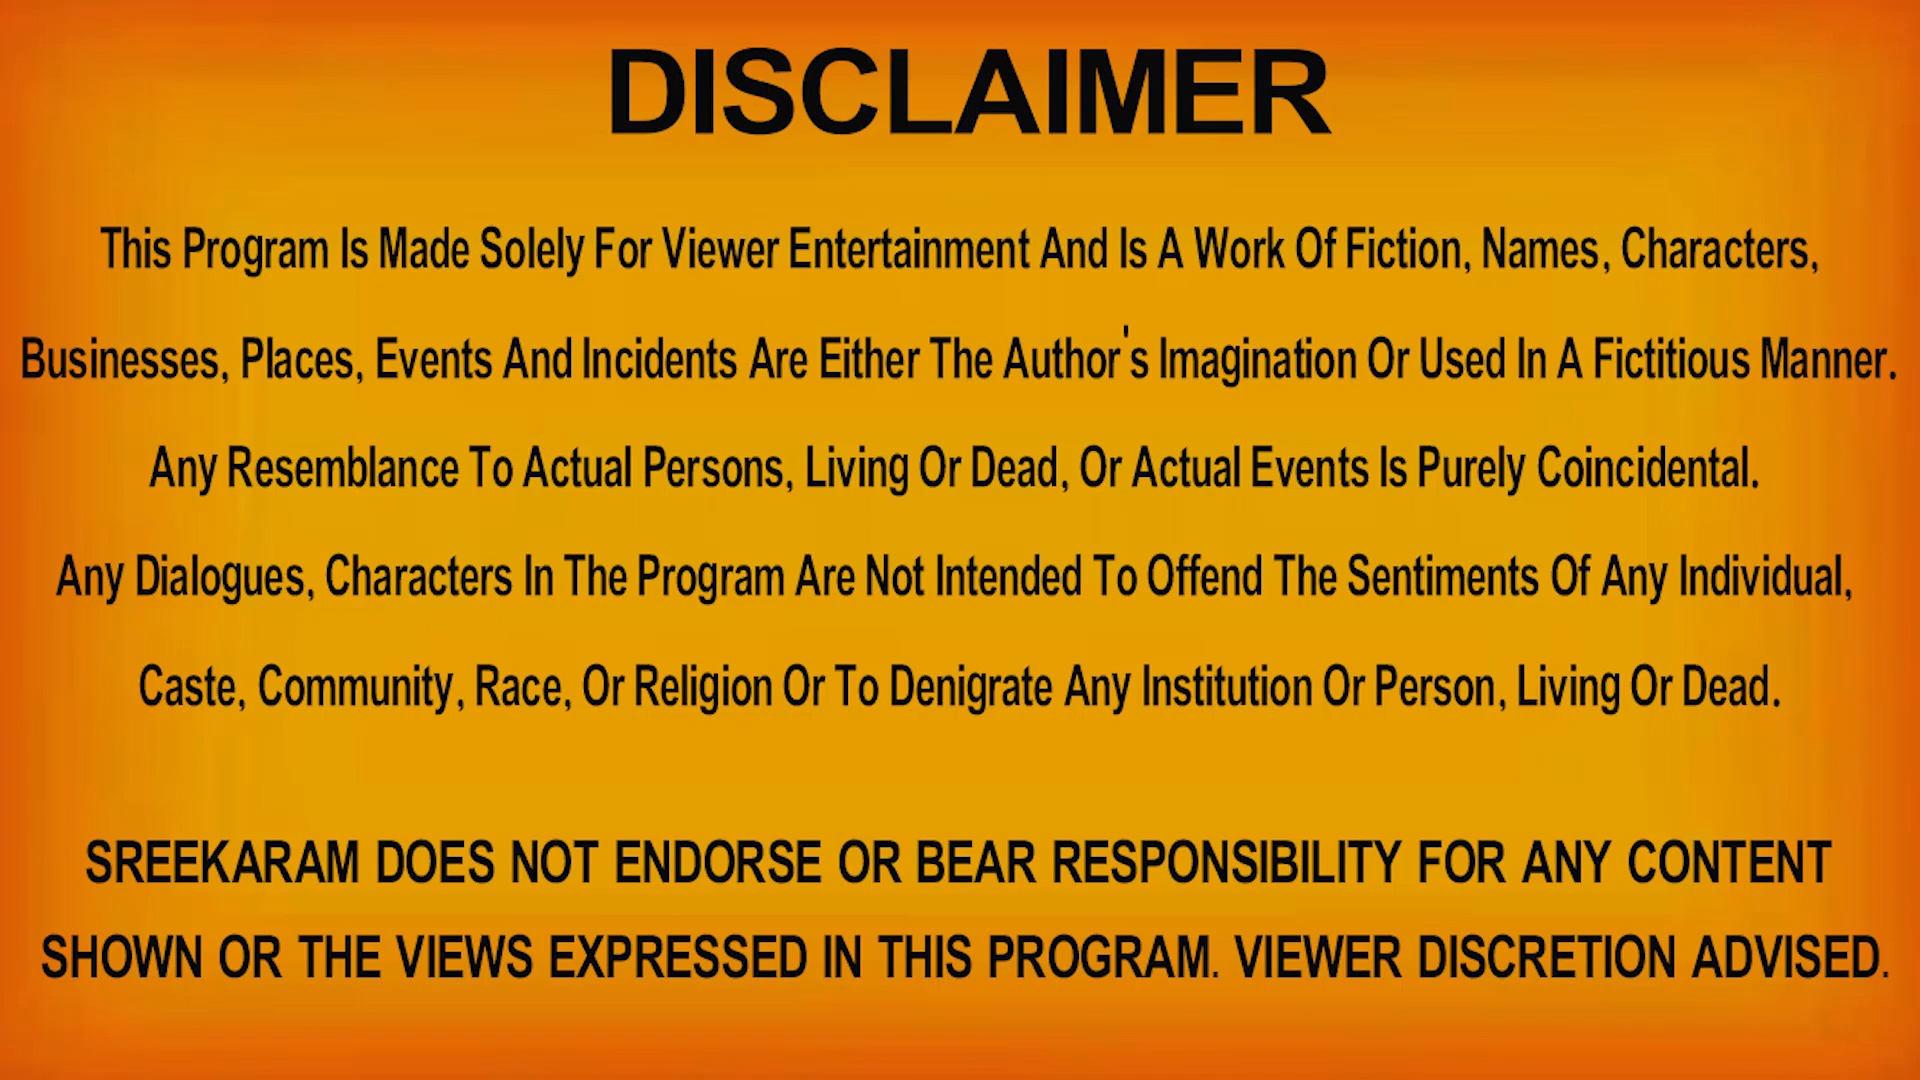 DISCLAIMER
This Program Is Made Solely For Viewer Entertainment And Is A Work Of Fiction, Names, Characters,
Businesses, Places, Events And Incidents Are Either The Author's Imagination Or Used In A Fictitious Manner.
Any Resemblance To Actual Persons, Living Or Dead, Or Actual Events Is Purely Coincidental.
Any Dialogues, Characters In The Program Are Not Intended To Offend The Sentiments Of Any Individual,
Caste, Community, Race, Or Religion Or To Denigrate Any Institution Or Person, Living Or Dead.
SREEKARAM DOES NOT ENDORSE OR BEAR RESPONSIBILITY FOR ANY CONTENT
SHOWN OR THE VIEWS EXPRESSED IN THIS PROGRAM. VIEWER DISCRETION ADVISED.